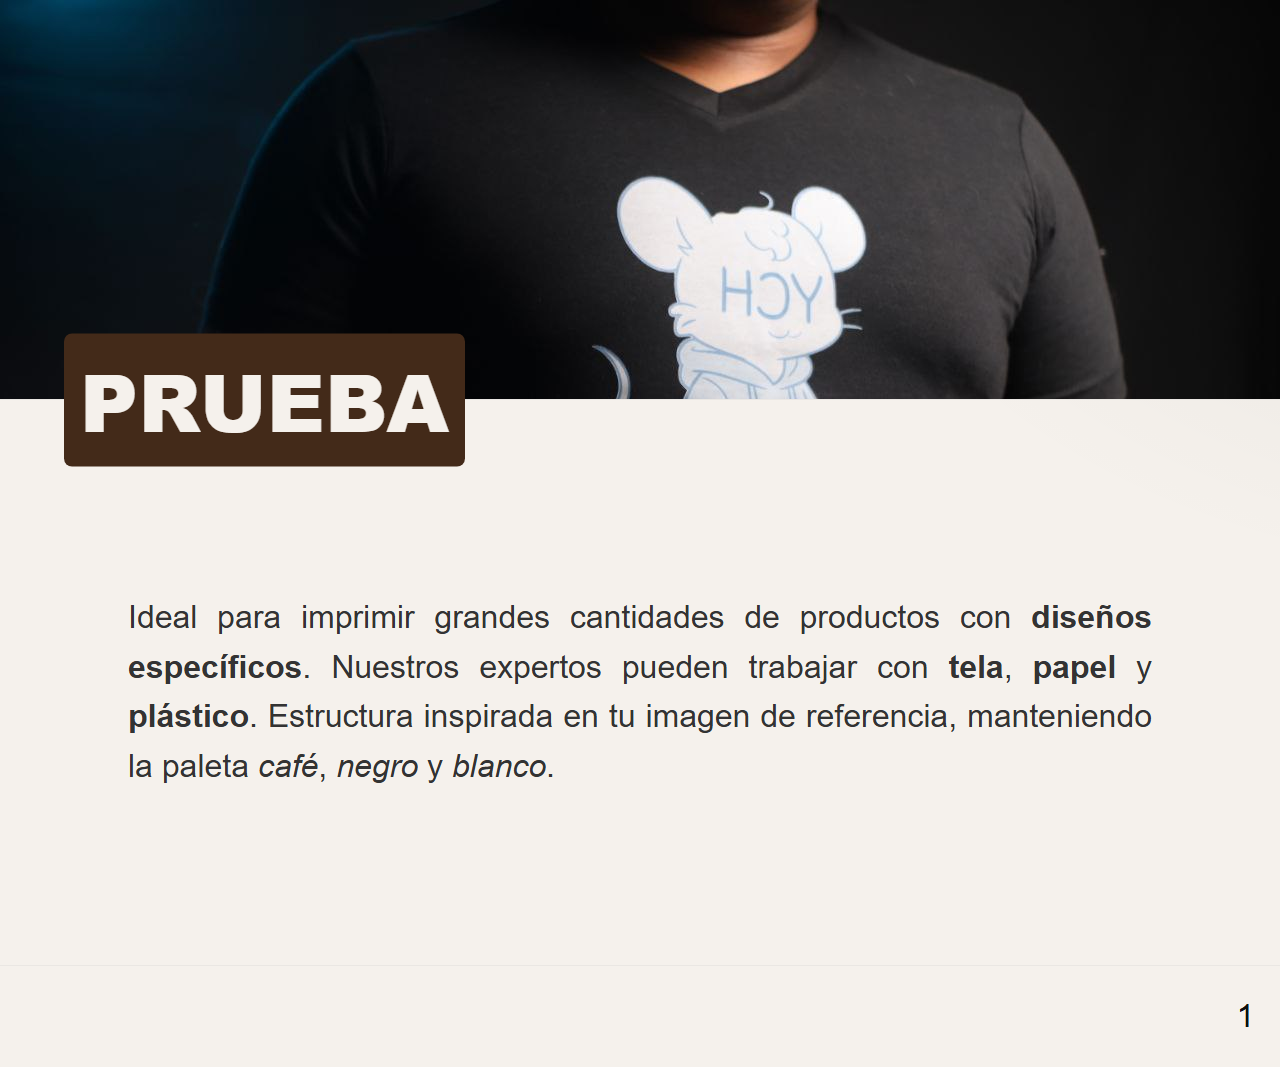 YCH
PRUEBA
Ideal para imprimir grandes cantidades de productos con diseños
específicos. Nuestros expertos pueden trabajar con tela, papel y
plástico. Estructura inspirada en tu imagen de referencia, manteniendo
la paleta café, negro y blanco.
1